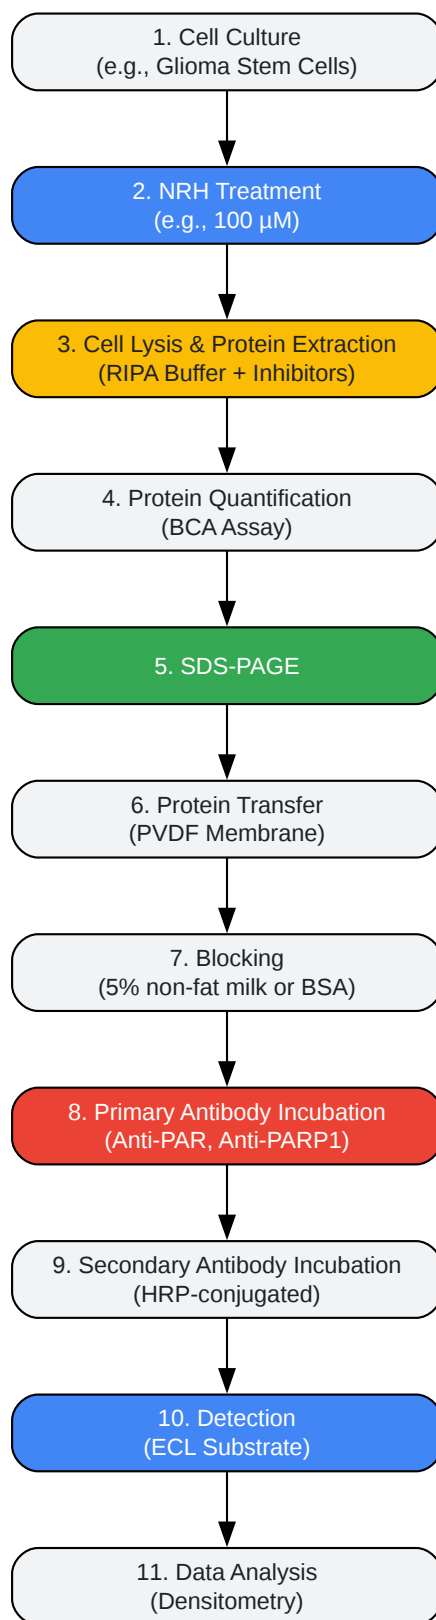 1. Cell Culture
(e.g., Glioma Stem Cells)
2. NRH Treatment
(e.g., 100 µM)
3. Cell Lysis & Protein Extraction
(RIPA Buffer + Inhibitors)
4. Protein Quantification
(BCA Assay)
5. SDS-PAGE
6. Protein Transfer
(PVDF Membrane)
7. Blocking
(5% non-fat milk or BSA)
8. Primary Antibody Incubation
(Anti-PAR, Anti-PARP1)
9. Secondary Antibody Incubation
(HRP-conjugated)
10. Detection
(ECL Substrate)
11. Data Analysis
(Densitometry)